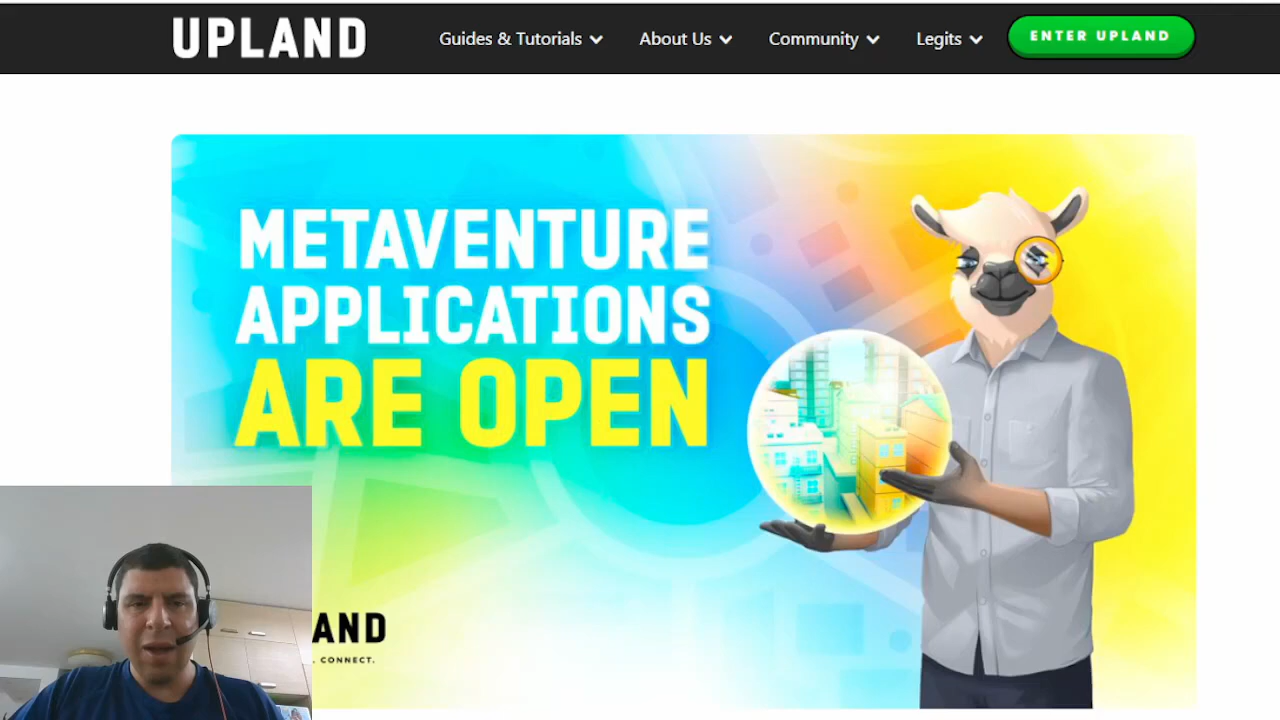 UPLAND
Guides & Tutorials
About Us
Community
Legits
ENTER UPLAND
METAVENTURE
APPLICATIONS
ARE OPEN
AND
. CONNECT.